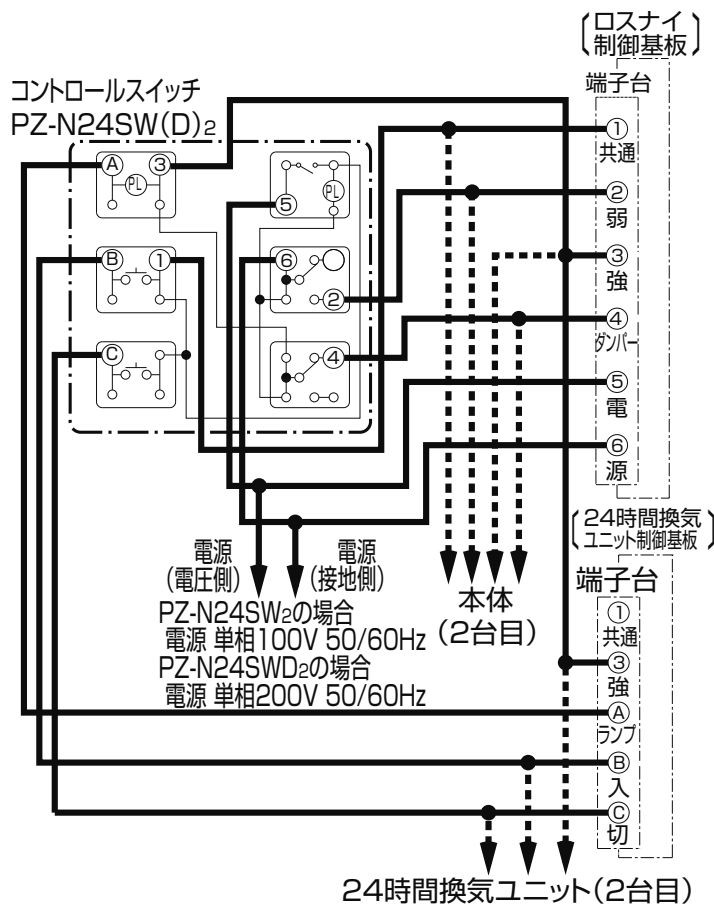 〔ロスナイ
制御基板〕
コントロールスイッチ
PZ-N24SW(D)2
端子台
A
3
PL
5
PL
B
1
6
2
C
4
①
共通
②
弱
③
強
④
ダンパー
⑤
電
⑥
源
電源
(電圧側)
電源
(接地側)
PZ-N24SW2の場合
電源 単相100V 50/60Hz
PZ-N24SWD2の場合
電源 単相200V 50/60Hz
本体
(2台目)
〔24時間換気
ユニット制御基板〕
端子台
①
共通
③
強
Ⓐ
ランプ
Ⓑ
入
Ⓒ
切
24時間換気ユニット(2台目)